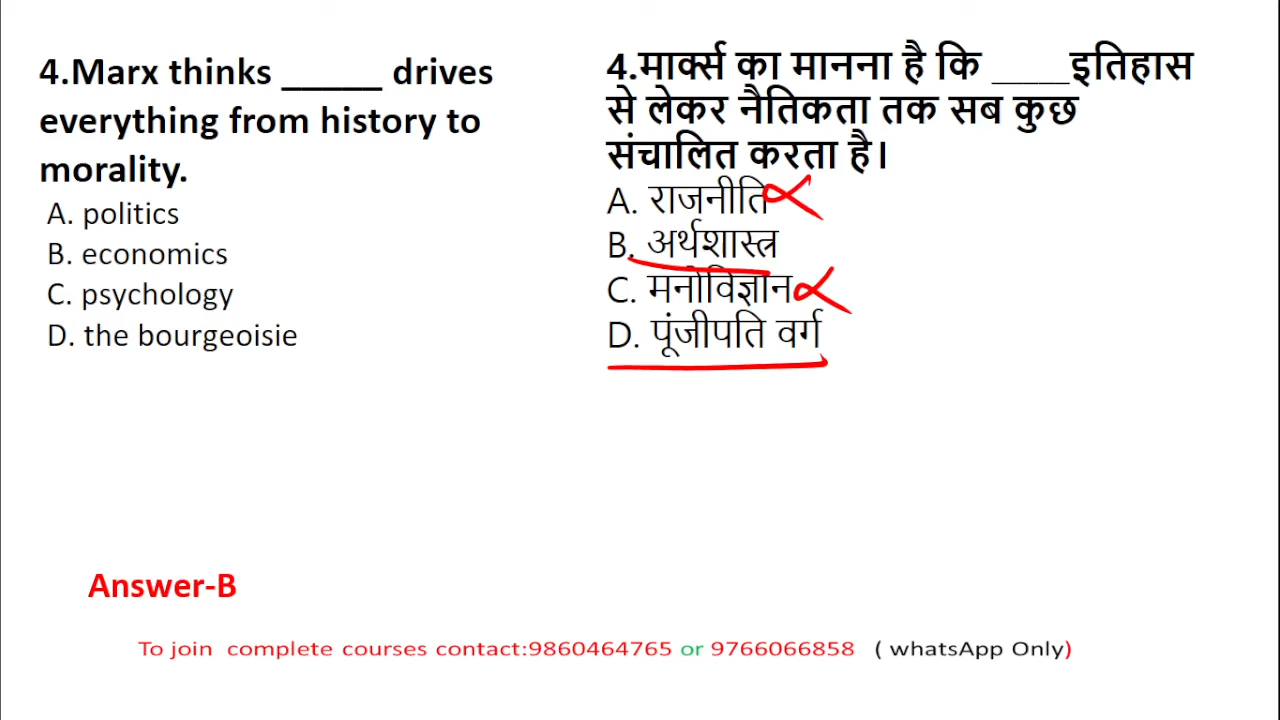 4.Marx thinks _____ drives
everything from history to
morality.
A. politics
B. economics
C. psychology
D. the bourgeoisie
4.मार्क्स का मानना है कि _____इतिहास
से लेकर नैतिकता तक सब कुछ
संचालित करता है।
A. राजनीति
B. अर्थशास्त्र
C. मनोविज्ञान
D. पूंजीपति वर्ग
Answer-B
To join complete courses contact:9860464765 or 9766066858 ( whatsApp Only)